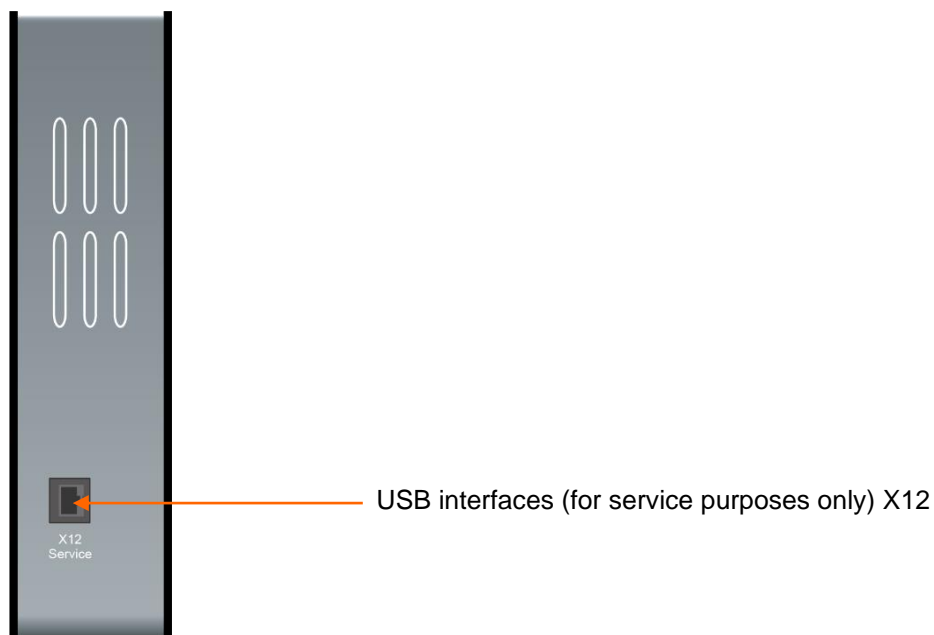 USB interfaces (for service purposes only) X12
X12
Service